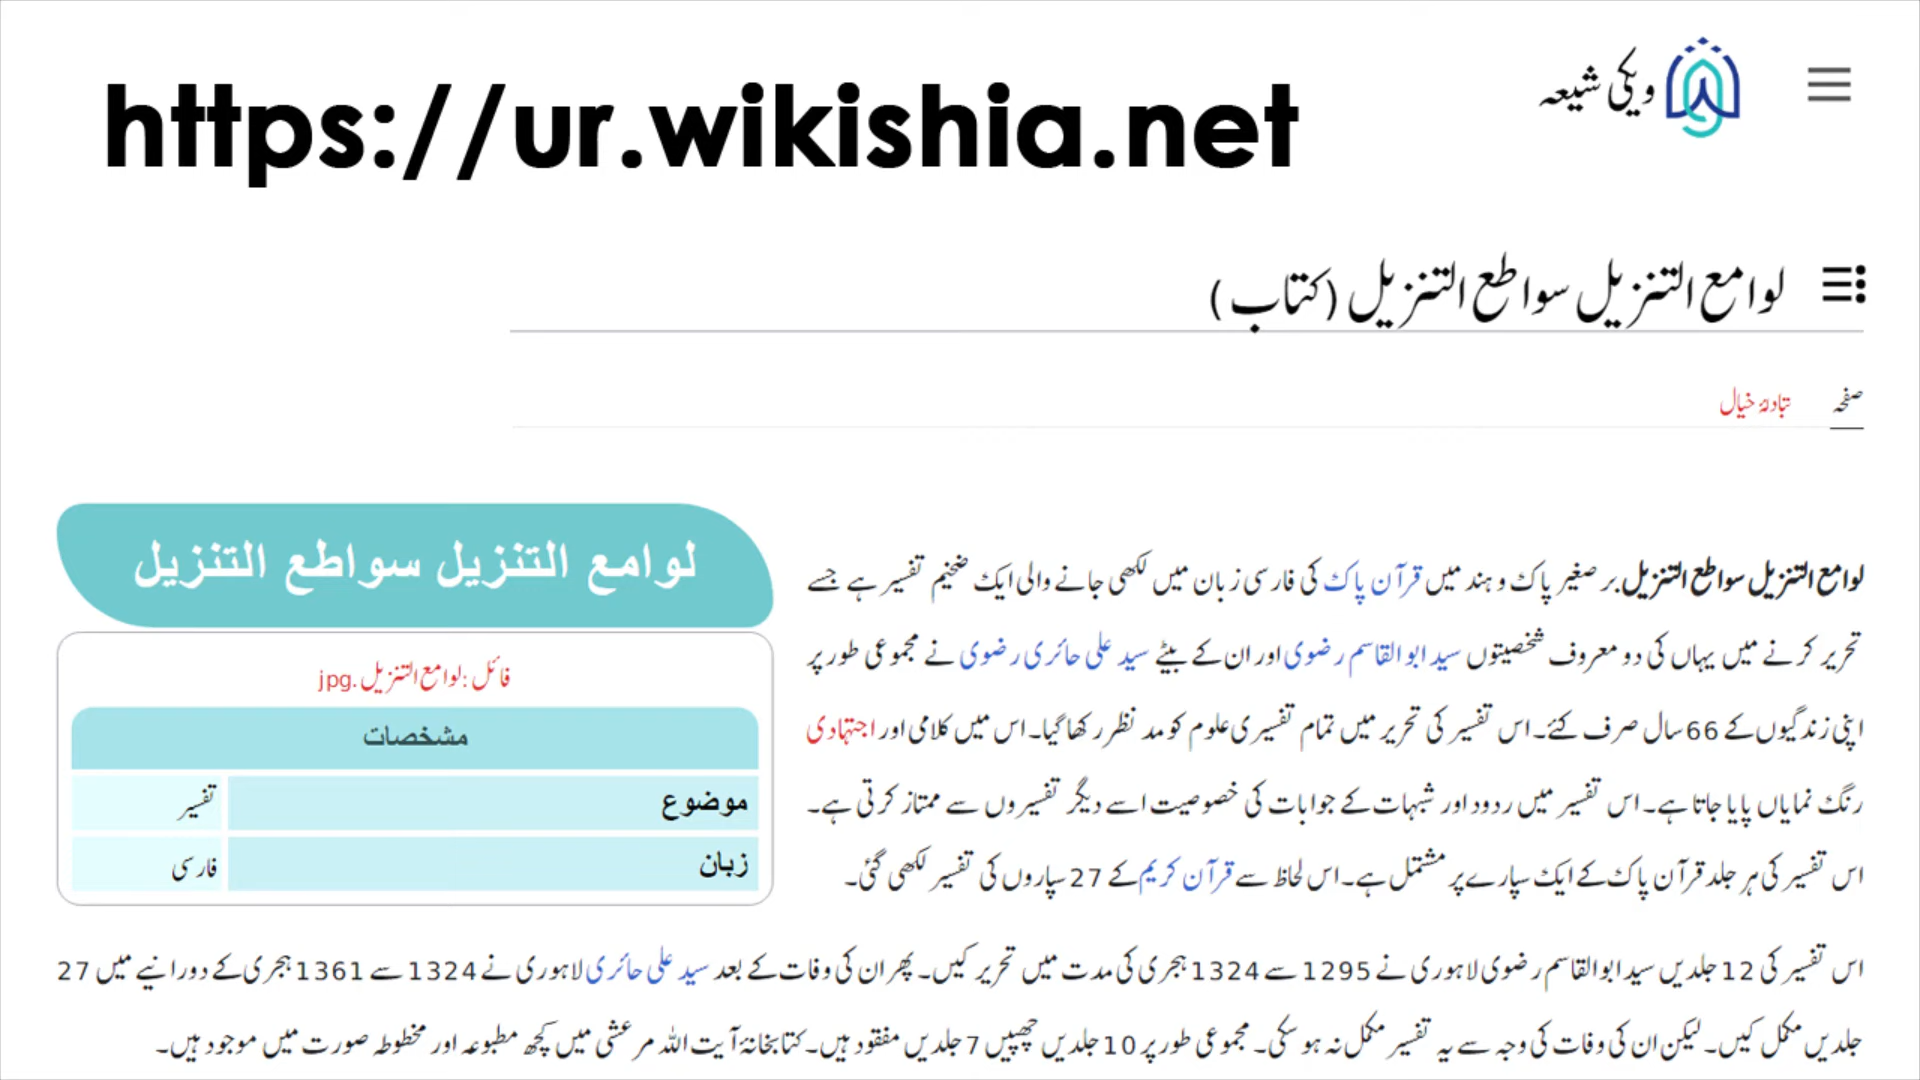 https://ur.wikishia.net
ویکی شیعہ
لوامع التنزیل سواطع التنزیل (کتاب)
صفحہ
تبادلۂ خیال
لوامع التنزیل سواطع التنزیل
فائل:لوامع التنزیل.jpg
مشخصات
موضوع تفسیر
زبان فارسی
لوامع التنزیل سواطع التنزیل بر صغیر پاک و ہند میں قرآن پاک کی فارسی زبان میں لکھی جانے والی ایک ضخیم تفسیر ہے جسے
تحریر کرنے میں یہاں کی دو معروف شخصیتوں سید ابو القاسم رضوی اور ان کے بیٹے سید علی حائری رضوی نے مجموعی طور پر
اپنی زندگیوں کے 66 سال صرف کئے۔ اس تفسیر کی تحریر میں تمام تفسیری علوم کو مد نظر رکھا گیا۔ اس میں کلامی اور اجتہادی
رنگ نمایاں پایا جاتا ہے۔ اس تفسیر میں ردود اور شبہات کے جوابات کی خصوصیت اسے دیگر تفسیروں سے ممتاز کرتی ہے۔
اس تفسیر کی ہر جلد قرآن پاک کے ایک سپارے پر مشتمل ہے۔ اس لحاظ سے قرآن کریم کے 27 سپاروں کی تفسیر لکھی گئی۔
اس تفسیر کی 12 جلدیں سید ابو القاسم رضوی لاہوری نے 1295 سے 1324 ہجری کی مدت میں تحریر کیں۔ پھر ان کی وفات کے بعد سید علی حائری لاہوری نے 1324 سے 1361 ہجری کے دورانیے میں 27
جلدیں مکمل کیں۔ لیکن ان کی وفات کی وجہ سے یہ تفسیر مکمل نہ ہو سکی۔ مجموعی طور پر 10 جلدیں چھپیں 7 جلدیں مفقود ہیں۔ کتابخانۂ آیت اللہ مرعشی میں کچھ مطبوعہ اور مخطوطہ صورت میں موجود ہیں۔